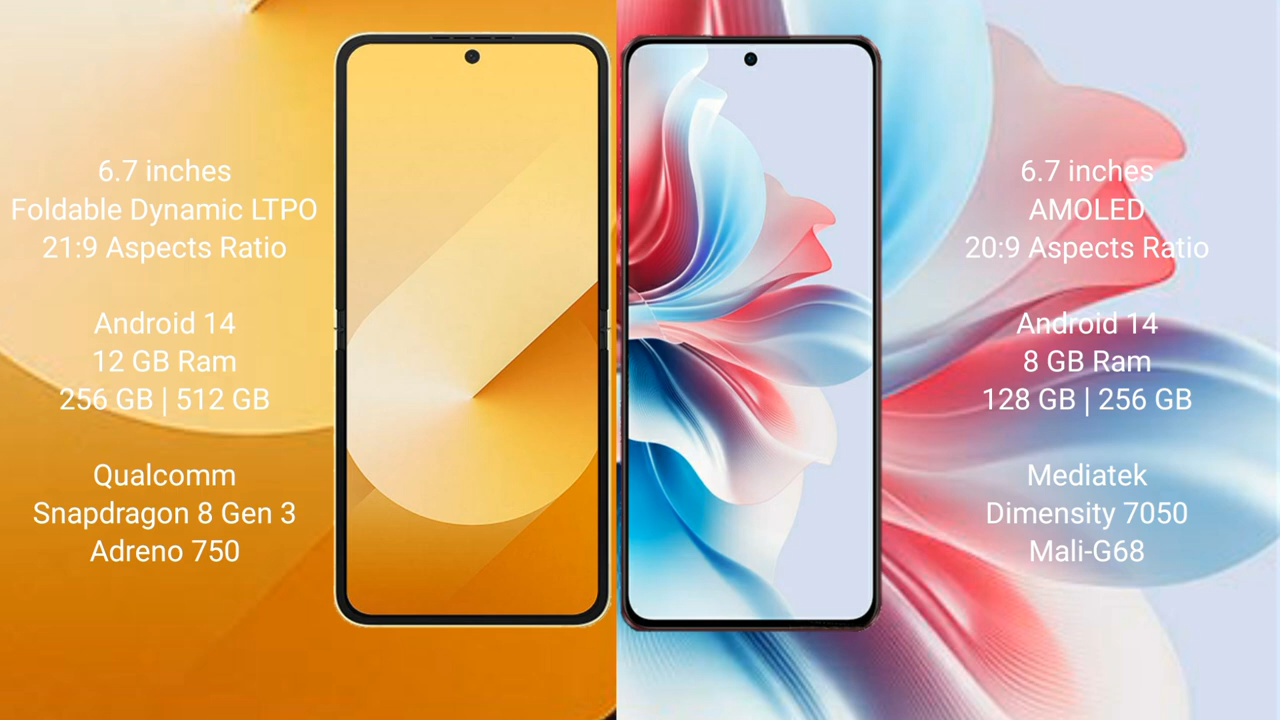 6.7 inches
Foldable Dynamic LTPO
21:9 Aspects Ratio
Android 14
12 GB Ram
256 GB | 512 GB
Qualcomm
Snapdragon 8 Gen 3
Adreno 750
6.7 inches
AMOLED
20:9 Aspects Ratio
Android 14
8 GB Ram
128 GB | 256 GB
Mediatek
Dimensity 7050
Mali-G68